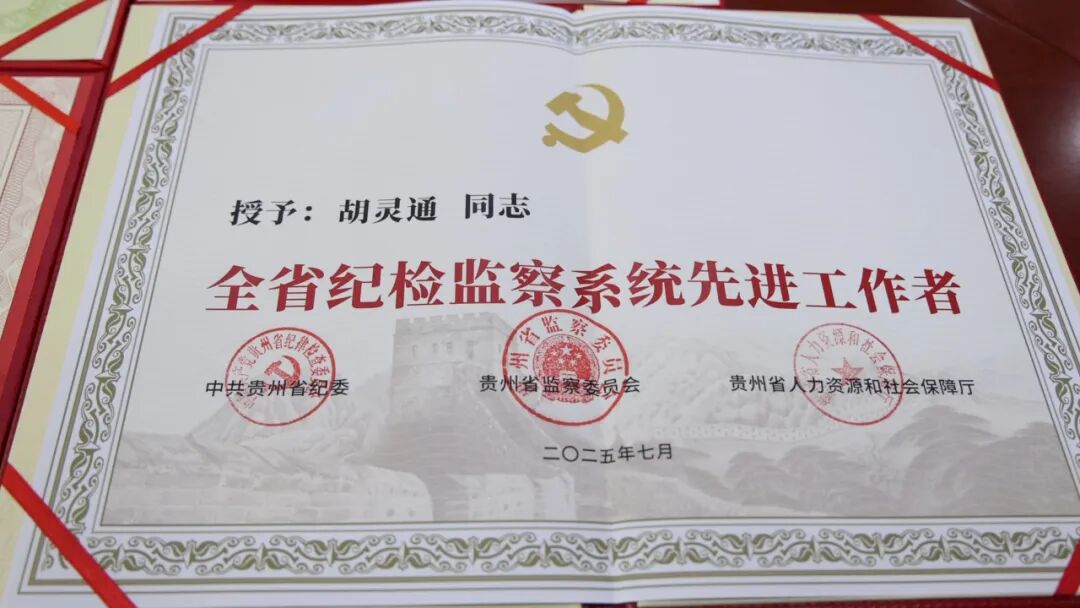 授予：胡灵通 同志
全省纪检监察系统先进工作者
中共贵州省纪委 贵州省监察委员会 贵州省人力资源和社会保障厅
二〇二五年七月